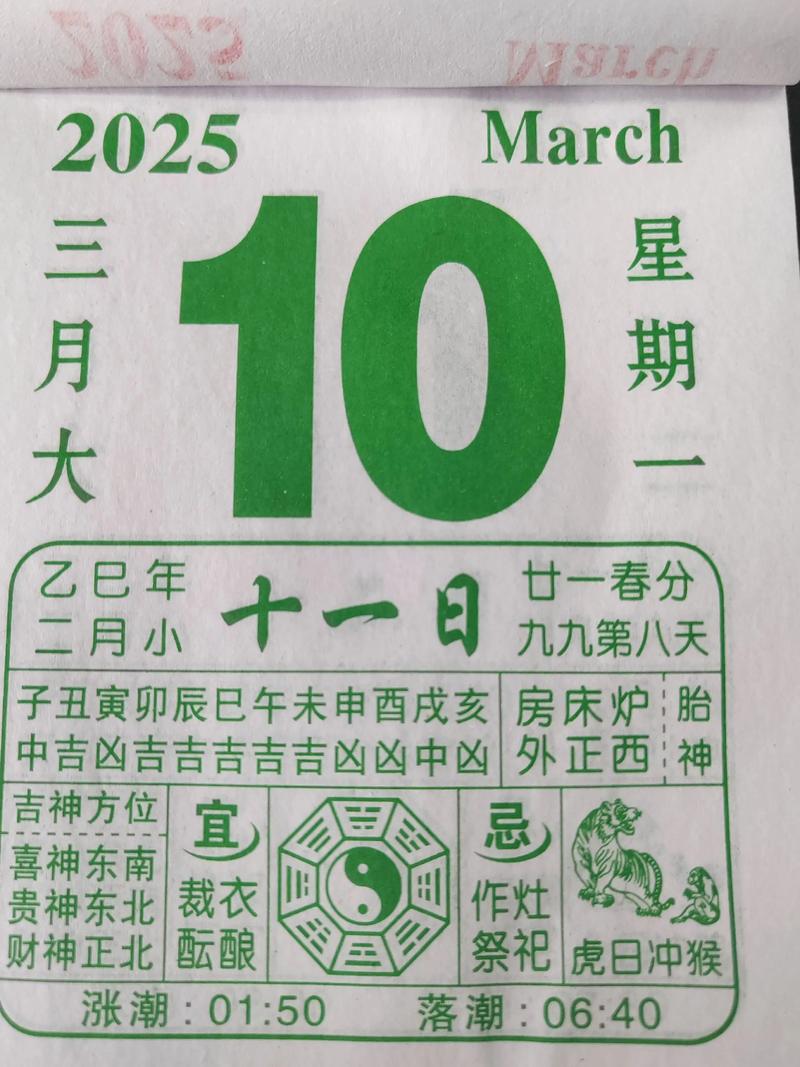 2025 March
三月大
10
星期一
乙巳年
二月小
十一日
廿一春分
九九第八天
子丑寅卯辰巳午未申酉戌亥
中吉凶吉吉吉吉吉凶凶中凶
房床炉
外正西
胎神
吉神方位
喜神东南
贵神东北
财神正北
宜
裁衣
酝酿
忌
作灶
祭祀
虎日冲猴
涨潮:01:50 落潮:06:40